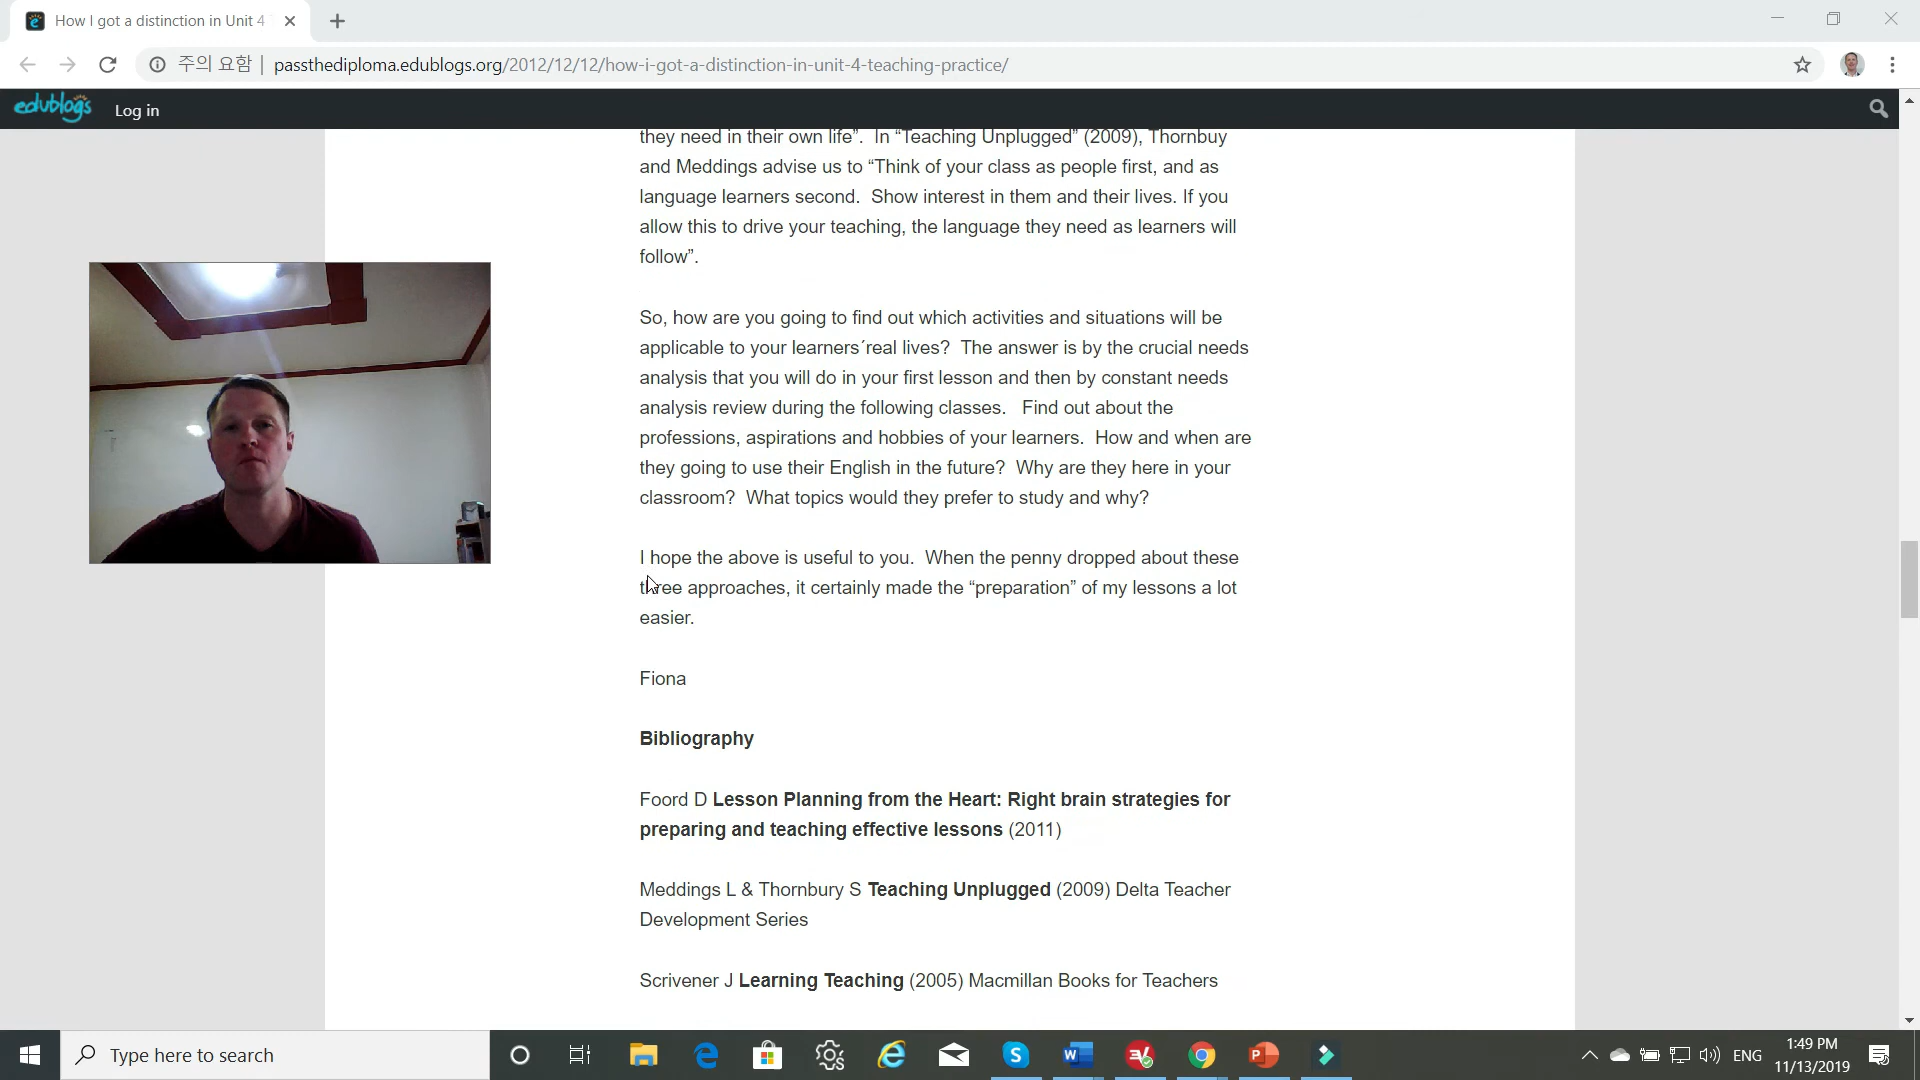 How I got a distinction in Unit 4
주의 요함
passthediploma.edublogs.org/2012/12/12/how-i-got-a-distinction-in-unit-4-teaching-practice/
edublogs
Log in
they need in their own life”.  In “Teaching Unplugged” (2009), Thornbuy
and Meddings advise us to “Think of your class as people first, and as
language learners second.  Show interest in them and their lives. If you
allow this to drive your teaching, the language they need as learners will
follow”.
So, how are you going to find out which activities and situations will be
applicable to your learners´real lives?  The answer is by the crucial needs
analysis that you will do in your first lesson and then by constant needs
analysis review during the following classes.   Find out about the
professions, aspirations and hobbies of your learners.  How and when are
they going to use their English in the future?  Why are they here in your
classroom?  What topics would they prefer to study and why?
I hope the above is useful to you.  When the penny dropped about these
three approaches, it certainly made the “preparation” of my lessons a lot
easier.
Fiona
Bibliography
Foord D Lesson Planning from the Heart: Right brain strategies for
preparing and teaching effective lessons (2011)
Meddings L & Thornbury S Teaching Unplugged (2009) Delta Teacher
Development Series
Scrivener J Learning Teaching (2005) Macmillan Books for Teachers
Type here to search
ENG
1:49 PM
11/13/2019